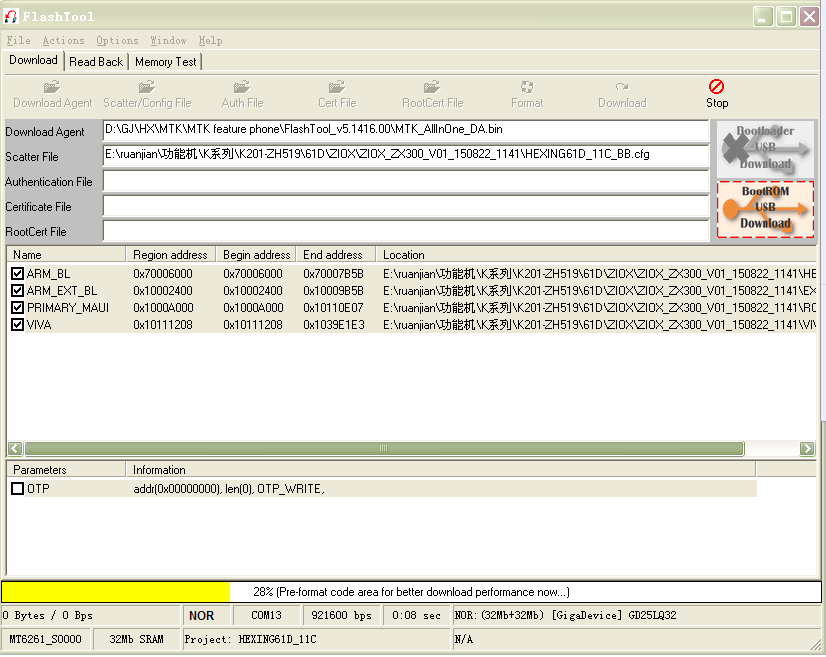 FlashTool
File Actions Options Window Help
Download Read Back Memory Test
Download Agent Scatter/Config File Auth File Cert File RootCert File Format Download Stop
Download Agent D:\GJ\HX\MTK\MTK feature phone\FlashTool_v5.1416.00\MTK_AllInOne_DA.bin
Scatter File E:\ruanjian\功能机\K系列\K201-ZH519\61D\ZIOX\ZIOX_ZX300_V01_150822_1141\HEXING61D_11C_BB.cfg
Authentication File
Certificate File
RootCert File
Bootloader
USB
Download
BootROM
USB
Download
Name Region address Begin address End address Location
ARM_BL 0x70006000 0x70006000 0x70007B5B E:\ruanjian\功能机\K系列\K201-ZH519\61D\ZIOX\ZIOX_ZX300_V01_150822_1141\HE
ARM_EXT_BL 0x10002400 0x10002400 0x10009B5B E:\ruanjian\功能机\K系列\K201-ZH519\61D\ZIOX\ZIOX_ZX300_V01_150822_1141\EX
PRIMARY_MAUI 0x1000A000 0x1000A000 0x10110E07 E:\ruanjian\功能机\K系列\K201-ZH519\61D\ZIOX\ZIOX_ZX300_V01_150822_1141\RO
VIVA 0x10111208 0x10111208 0x1039E1E3 E:\ruanjian\功能机\K系列\K201-ZH519\61D\ZIOX\ZIOX_ZX300_V01_150822_1141\VI
Parameters Information
OTP addr(0x00000000), len(0), OTP_WRITE,
28% (Pre-format code area for better download performance now...)
0 Bytes / 0 Bps NOR COM13 921600 bps 0:08 sec NOR:(32Mb+32Mb) [GigaDevice] GD25LQ32
MT6261_S0000 32Mb SRAM Project: HEXING61D_11C N/A